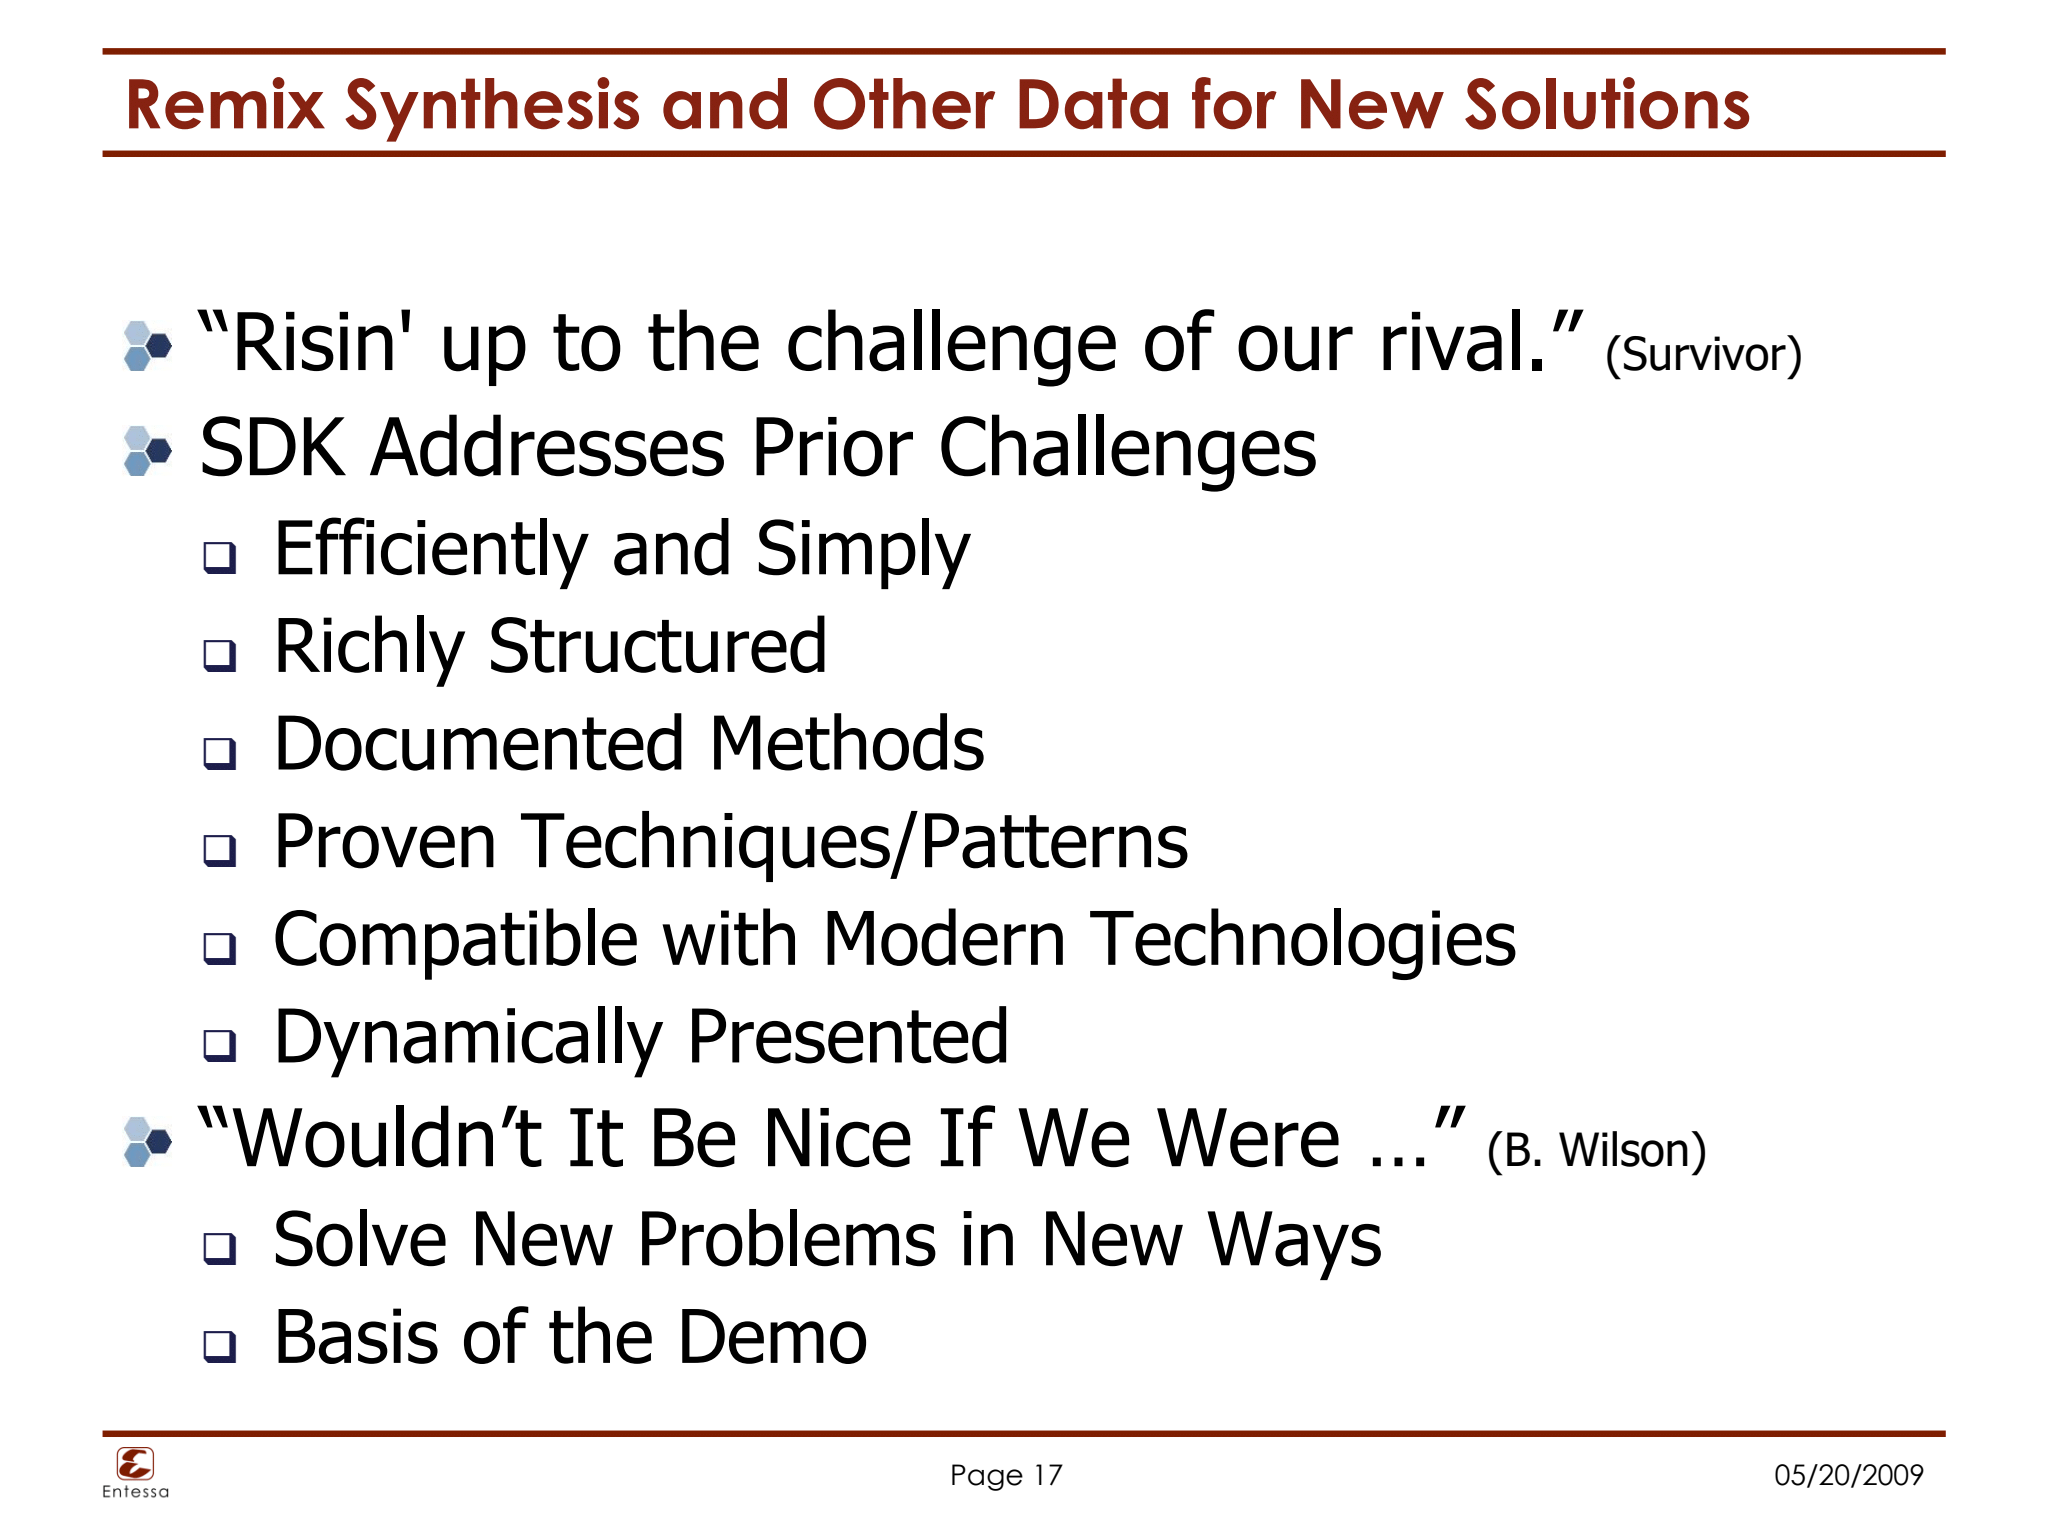 Remix Synthesis and Other Data for New Solutions
“Risin' up to the challenge of our rival.” (Survivor)
SDK Addresses Prior Challenges
Efficiently and Simply
Richly Structured
Documented Methods
Proven Techniques/Patterns
Compatible with Modern Technologies
Dynamically Presented
“Wouldn’t It Be Nice If We Were …” (B. Wilson)
Solve New Problems in New Ways
Basis of the Demo
Entessa
Page 17
05/20/2009